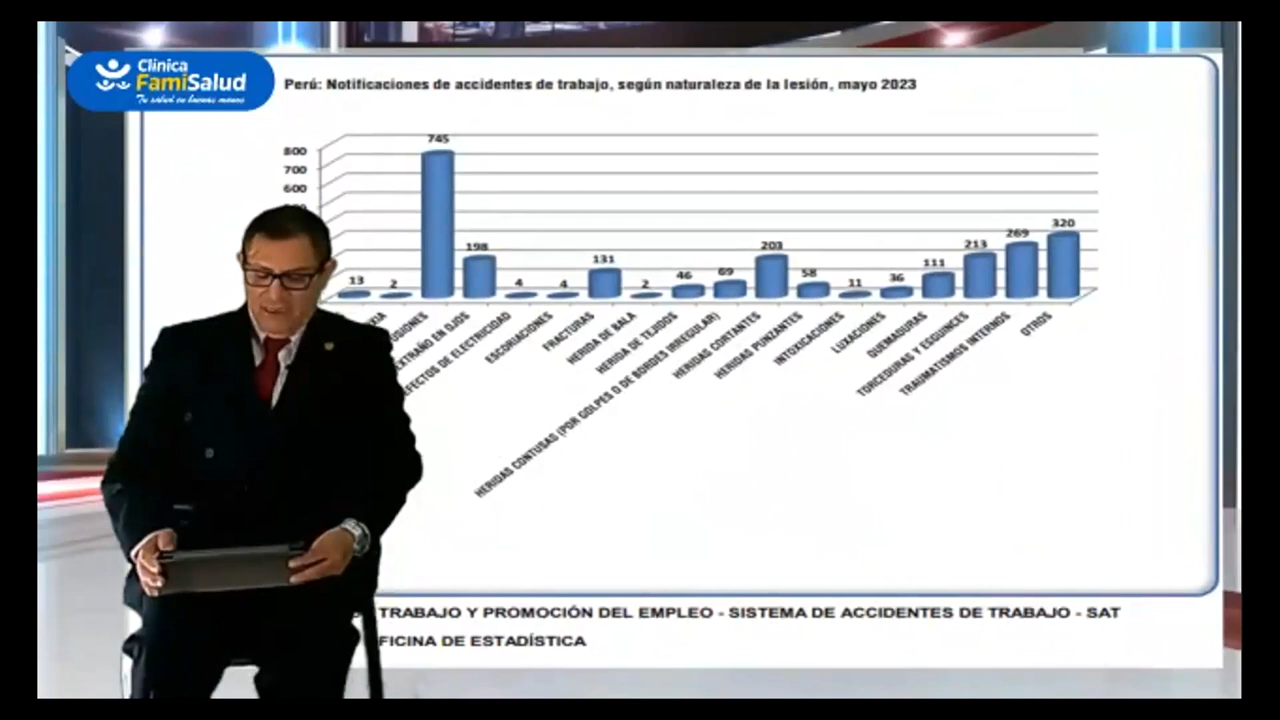 Clínica
FamiSalud
Tu salud en buenas manos
Perú: Notificaciones de accidentes de trabajo, según naturaleza de la lesión, mayo 2023
800
700
600
13
2
745
198
4
4
131
2
46
69
203
58
11
36
111
213
269
320
EXTRAÑO EN OJOS
EFECTOS DE ELECTRICIDAD
ESCORIACIONES
FRACTURAS
HERIDA DE BALA
HERIDA DE TEJIDOS
HERIDAS CONTUSAS (POR GOLPES O DE BORDES IRREGULAR)
HERIDAS CORTANTES
HERIDAS PUNZANTES
INTOXICACIONES
LUXACIONES
QUEMADURAS
TORCEDURAS Y ESGUINCES
TRAUMATISMOS INTERNOS
OTROS
TRABAJO Y PROMOCIÓN DEL EMPLEO - SISTEMA DE ACCIDENTES DE TRABAJO - SAT
FICINA DE ESTADÍSTICA